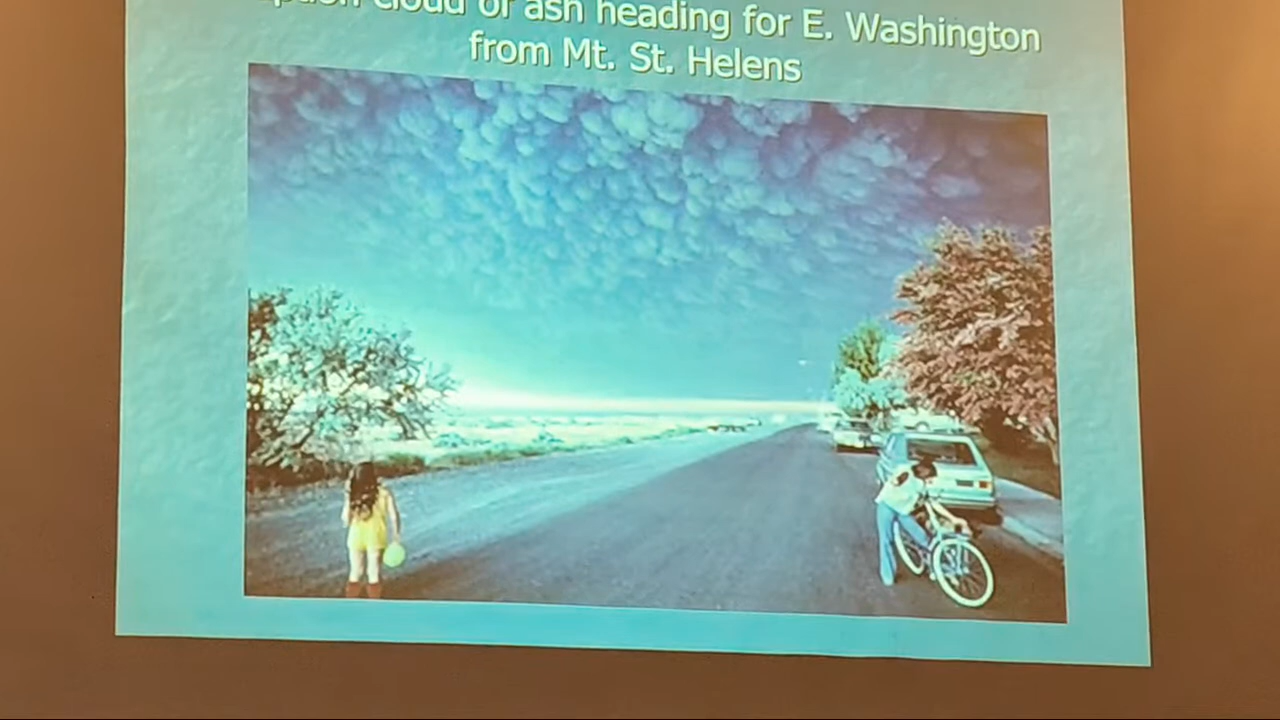 cloud of ash heading for E. Washington
from Mt. St. Helens